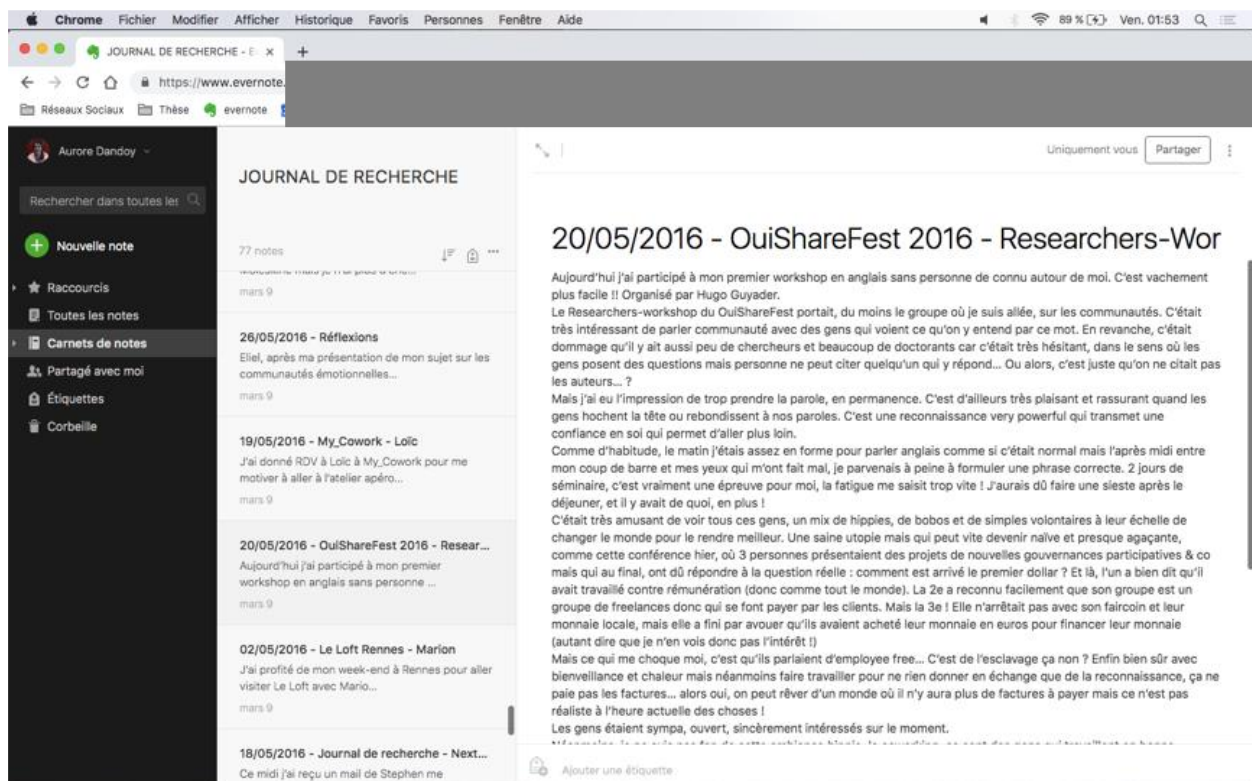 Chrome Fichier Modifier Afficher Historique Favoris Personnes Fenêtre Aide
89 % Ven. 01:53
JOURNAL DE RECHERCHE - E
https://www.evernote.
Réseaux Sociaux Thèse evernote
Aurore Dandoy
Rechercher dans toutes les
Nouvelle note
Raccourcis
Toutes les notes
Carnets de notes
Partagé avec moi
Étiquettes
Corbeille
JOURNAL DE RECHERCHE
77 notes
mars 9
26/05/2016 - Réflexions
Eliel, après ma présentation de mon sujet sur les
communautés émotionnelles...
mars 9
19/05/2016 - My_Cowork - Loïc
J'ai donné RDV à Loïc à My_Cowork pour me
motiver à aller à l'atelier apéro...
mars 9
20/05/2016 - OuiShareFest 2016 - Resear...
Aujourd'hui j'ai participé à mon premier
workshop en anglais sans personne ...
mars 9
02/05/2016 - Le Loft Rennes - Marion
J'ai profité de mon week-end à Rennes pour aller
visiter Le Loft avec Mario...
mars 9
18/05/2016 - Journal de recherche - Next...
Ce midi j'ai reçu un mail de Stephen me
Uniquement vous Partager
20/05/2016 - OuiShareFest 2016 - Researchers-Wor
Aujourd'hui j'ai participé à mon premier workshop en anglais sans personne de connu autour de moi. C'est vachement
plus facile !! Organisé par Hugo Guyader.
Le Researchers-workshop du OuiShareFest portait, du moins le groupe où je suis allée, sur les communautés. C'était
très intéressant de parler communauté avec des gens qui voient ce qu'on y entend par ce mot. En revanche, c'était
dommage qu'il y ait aussi peu de chercheurs et beaucoup de doctorants car c'était très hésitant, dans le sens où les
gens posent des questions mais personne ne peut citer quelqu'un qui y répond... Ou alors, c'est juste qu'on ne citait pas
les auteurs... ?
Mais j'ai eu l'impression de trop prendre la parole, en permanence. C'est d'ailleurs très plaisant et rassurant quand les
gens hochent la tête ou rebondissent à nos paroles. C'est une reconnaissance very powerful qui transmet une
confiance en soi qui permet d'aller plus loin.
Comme d'habitude, le matin j'étais assez en forme pour parler anglais comme si c'était normal mais l'après midi entre
mon coup de barre et mes yeux qui m'ont fait mal, je parvenais à peine à formuler une phrase correcte. 2 jours de
séminaire, c'est vraiment une épreuve pour moi, la fatigue me saisit trop vite ! J'aurais dû faire une sieste après le
déjeuner, et il y avait de quoi, en plus !
C'était très amusant de voir tous ces gens, un mix de hippies, de bobos et de simples volontaires à leur échelle de
changer le monde pour le rendre meilleur. Une saine utopie mais qui peut vite devenir naïve et presque agaçante,
comme cette conférence hier, où 3 personnes présentaient des projets de nouvelles gouvernances participatives & co
mais qui au final, ont dû répondre à la question réelle : comment est arrivé le premier dollar ? Et là, l'un a bien dit qu'il
avait travaillé contre rémunération (donc comme tout le monde). La 2e a reconnu facilement que son groupe est un
groupe de freelances donc qui se font payer par les clients. Mais la 3e ! Elle n'arrêtait pas avec son faircoin et leur
monnaie locale, mais elle a fini par avouer qu'ils avaient acheté leur monnaie en euros pour financer leur monnaie
(autant dire que je n'en vois donc pas l'intérêt !)
Mais ce qui me choque moi, c'est qu'ils parlaient d'employee free... C'est de l'esclavage ça non ? Enfin bien sûr avec
bienveillance et chaleur mais néanmoins faire travailler pour ne rien donner en échange que de la reconnaissance, ça ne
paie pas les factures... alors oui, on peut rêver d'un monde où il n'y aura plus de factures à payer mais ce n'est pas
réaliste à l'heure actuelle des choses !
Les gens étaient sympa, ouvert, sincèrement intéressés sur le moment.
Ajouter une étiquette